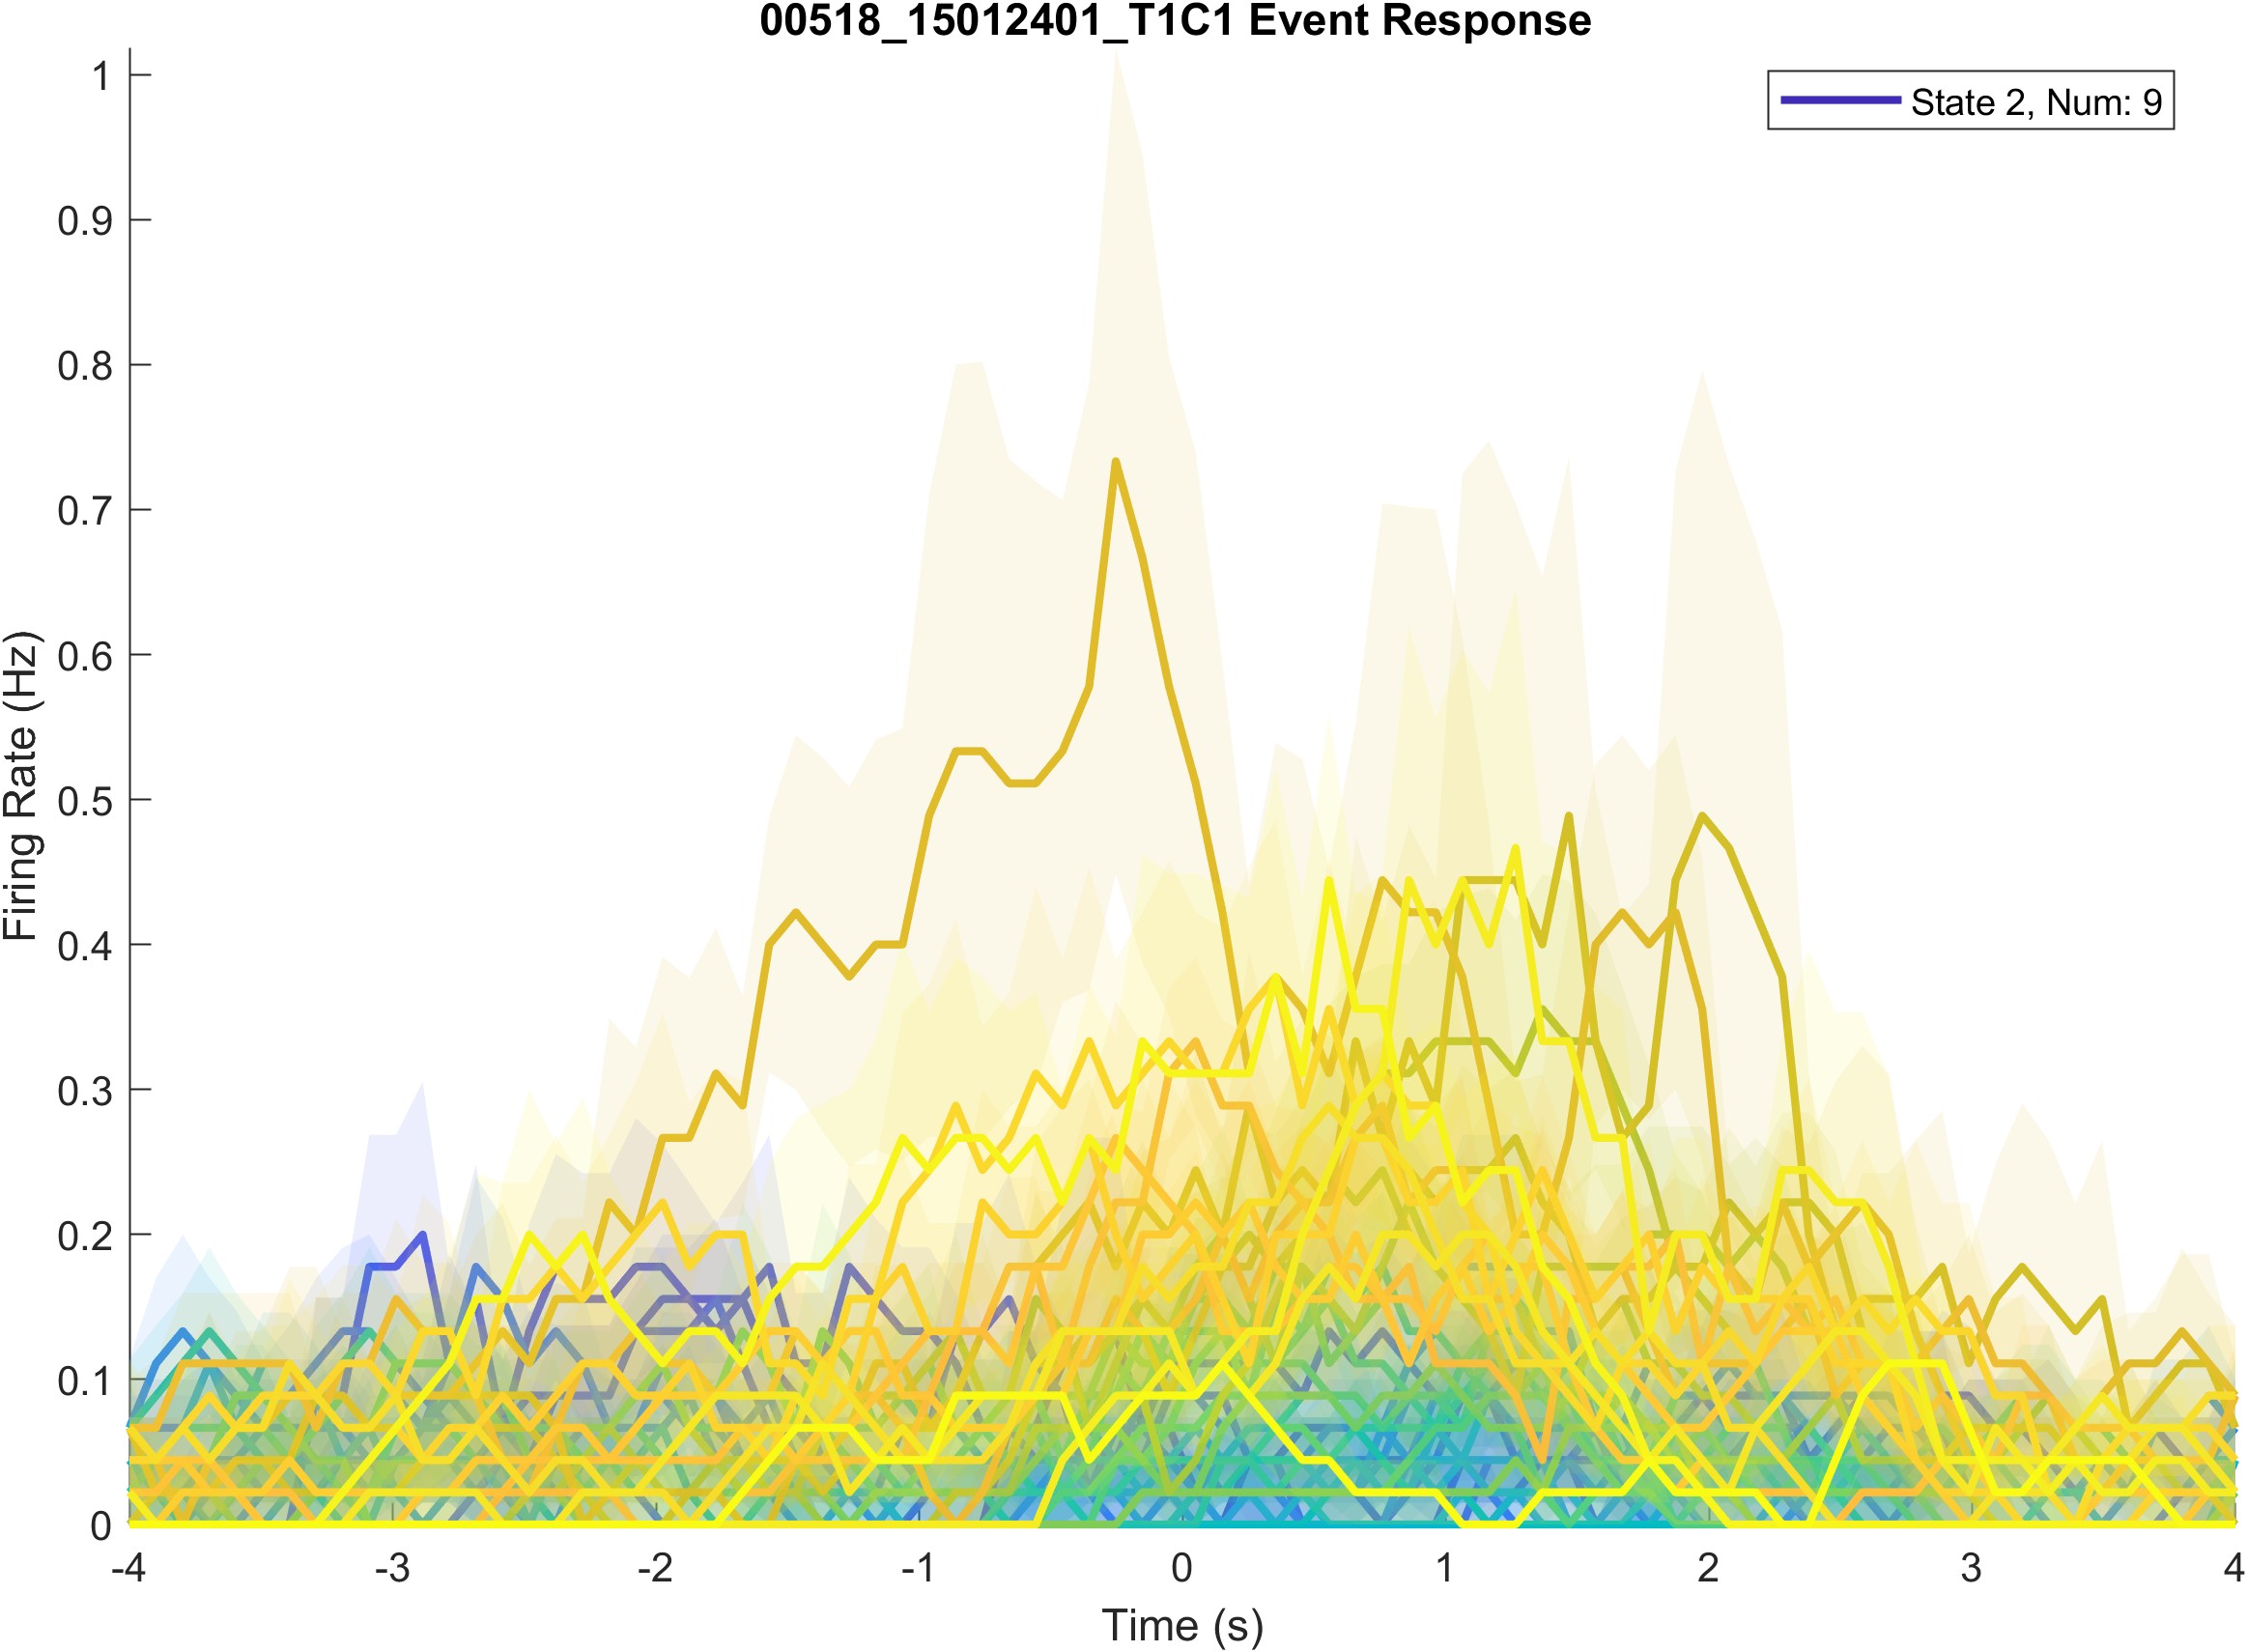 00518_15012401_T1C1 Event Response
State 2, Num: 9
Firing Rate (Hz)
1
0.9
0.8
0.7
0.6
0.5
0.4
0.3
0.2
0.1
0
-4 -3 -2 -1 0 1 2 3 4
Time (s)